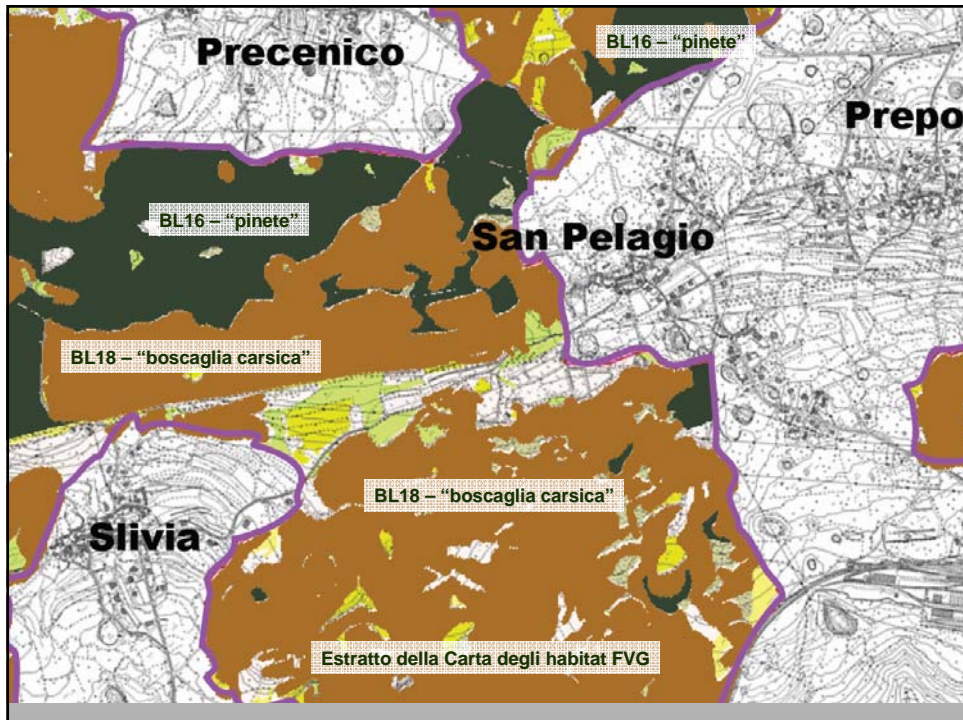 Precenico
BL16 – “pinete”
Prepo
BL16 – “pinete”
San Pelagio
BL18 – “boscaglia carsica”
BL18 – “boscaglia carsica”
Slivia
Estratto della Carta degli habitat FVG